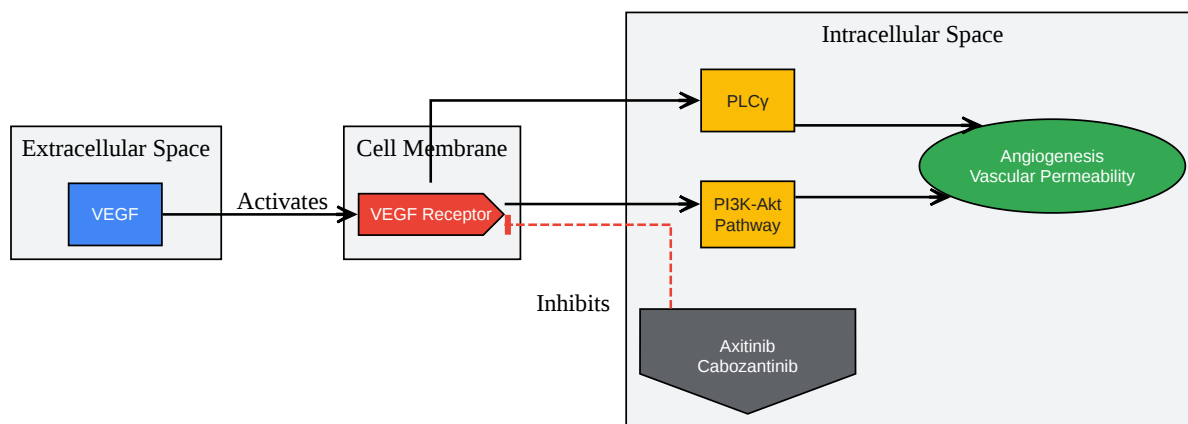 Intracellular Space
PLCγ
Extracellular Space
Cell Membrane
Angiogenesis
Vascular Permeability
VEGF
Activates
VEGF Receptor
PI3K-Akt
Pathway
Inhibits
Axitinib
Cabozantinib